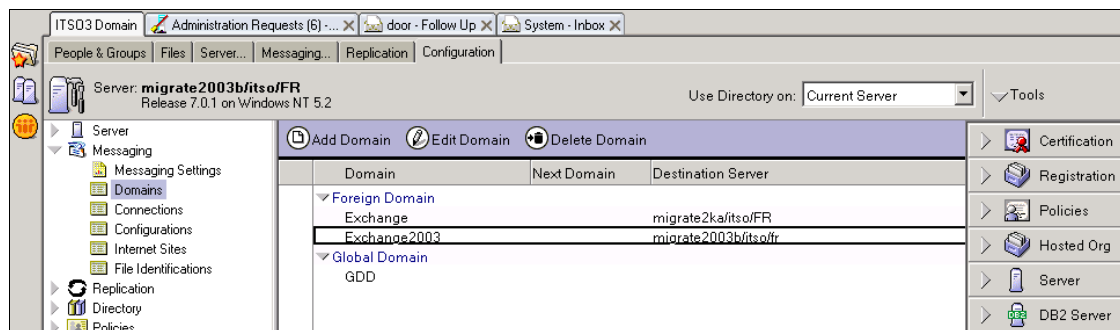 ITSO3 Domain Administration Requests (6) -... door - Follow Up System - Inbox
People & Groups Files Server... Messaging... Replication Configuration
Server: migrate2003b/itso/FR
Release 7.0.1 on Windows NT 5.2
Use Directory on: Current Server
Tools
Server
Messaging
Messaging Settings
Domains
Connections
Configurations
Internet Sites
File Identifications
Replication
Directory
Policies
Add Domain Edit Domain Delete Domain
Domain Next Domain Destination Server
Foreign Domain
Exchange migrate2ka/itso/FR
Exchange2003 migrate2003b/itso/fr
Global Domain
GDD
Certification
Registration
Policies
Hosted Org
Server
DB2 DB2 Server